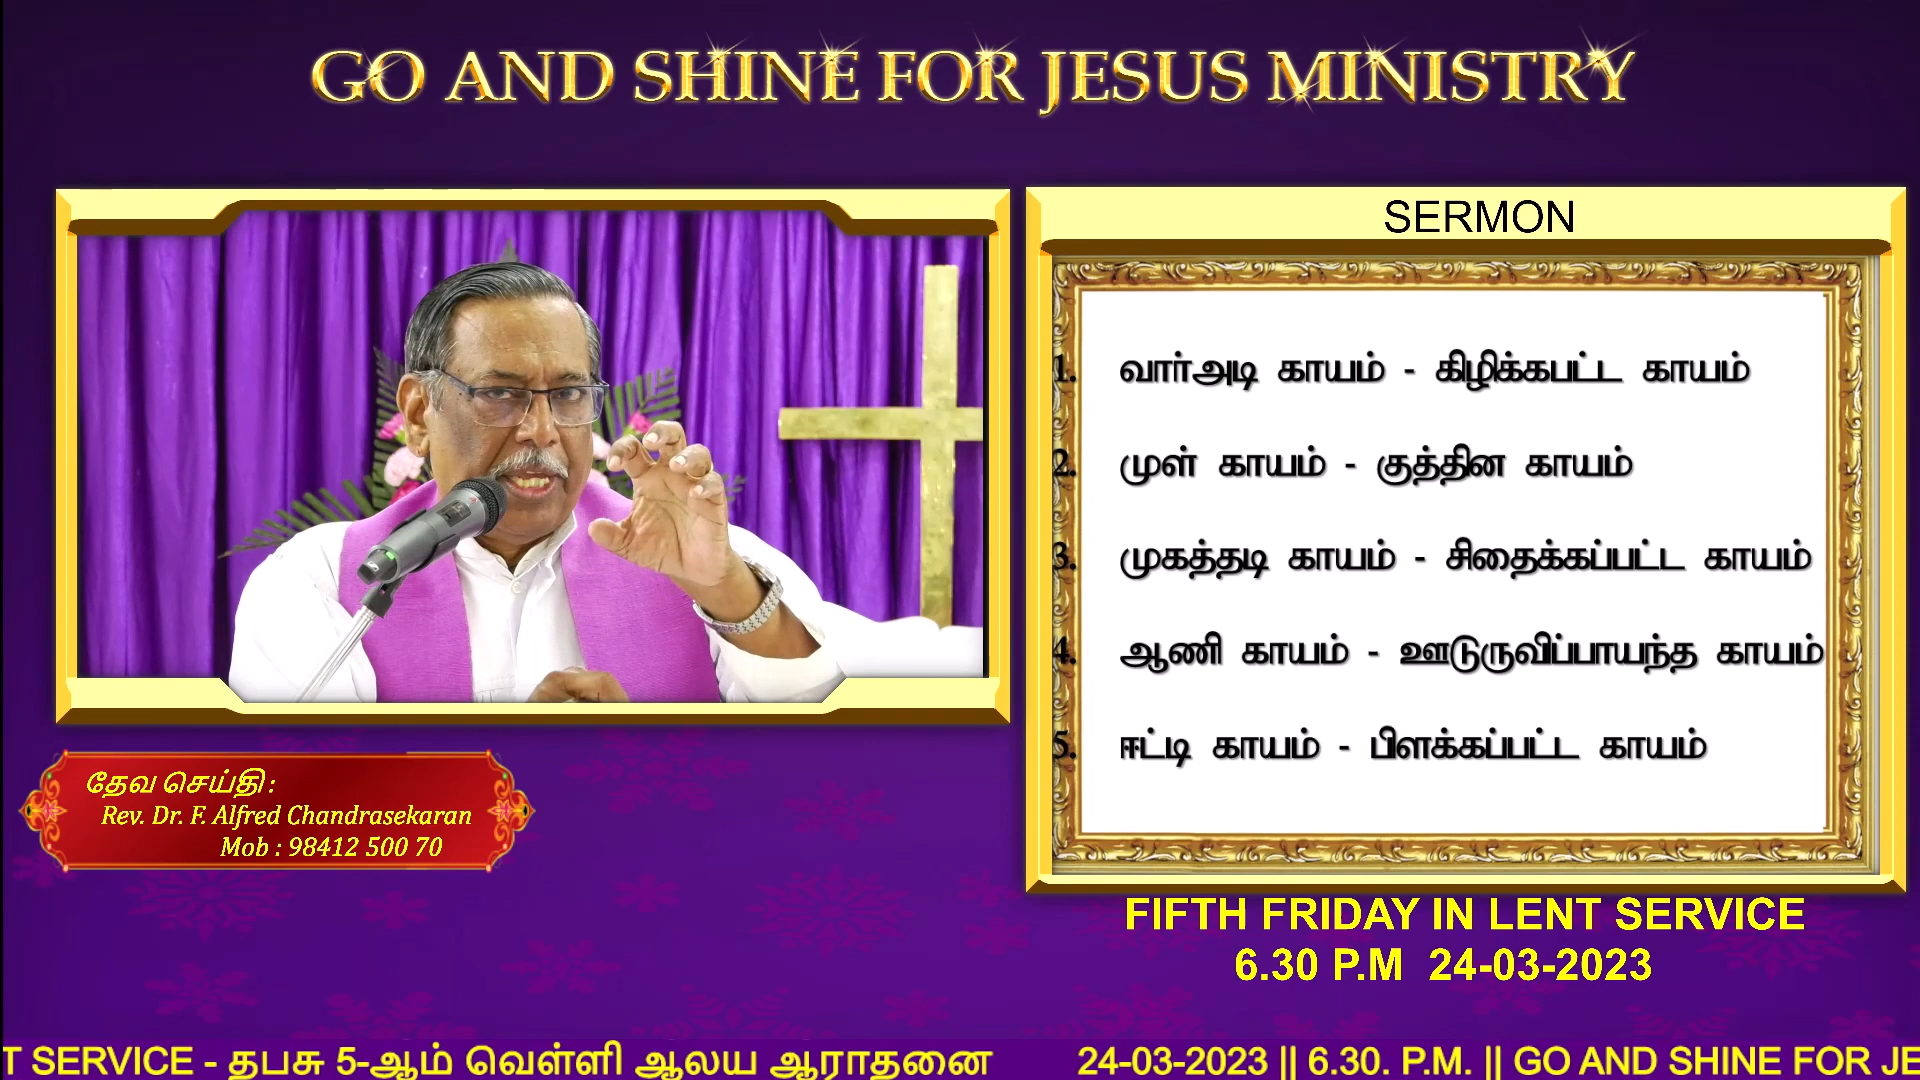 GO AND SHINE FOR JESUS MINISTRY
SERMON
1. வார்அடி காயம் - கிழிக்கபட்ட காயம்
2. முள் காயம் - குத்தின காயம்
3. முகத்தடி காயம் - சிதைக்கப்பட்ட காயம்
4. ஆணி காயம் - ஊடுருவிப்பாயந்த காயம்
5. ஈட்டி காயம் - பிளக்கப்பட்ட காயம்
தேவ செய்தி :
Rev. Dr. F. Alfred Chandrasekaran
Mob : 98412 500 70
FIFTH FRIDAY IN LENT SERVICE
6.30 P.M 24-03-2023
T SERVICE - தபசு 5-ஆம் வெள்ளி ஆலய ஆராதனை 24-03-2023 || 6.30. P.M. || GO AND SHINE FOR JE